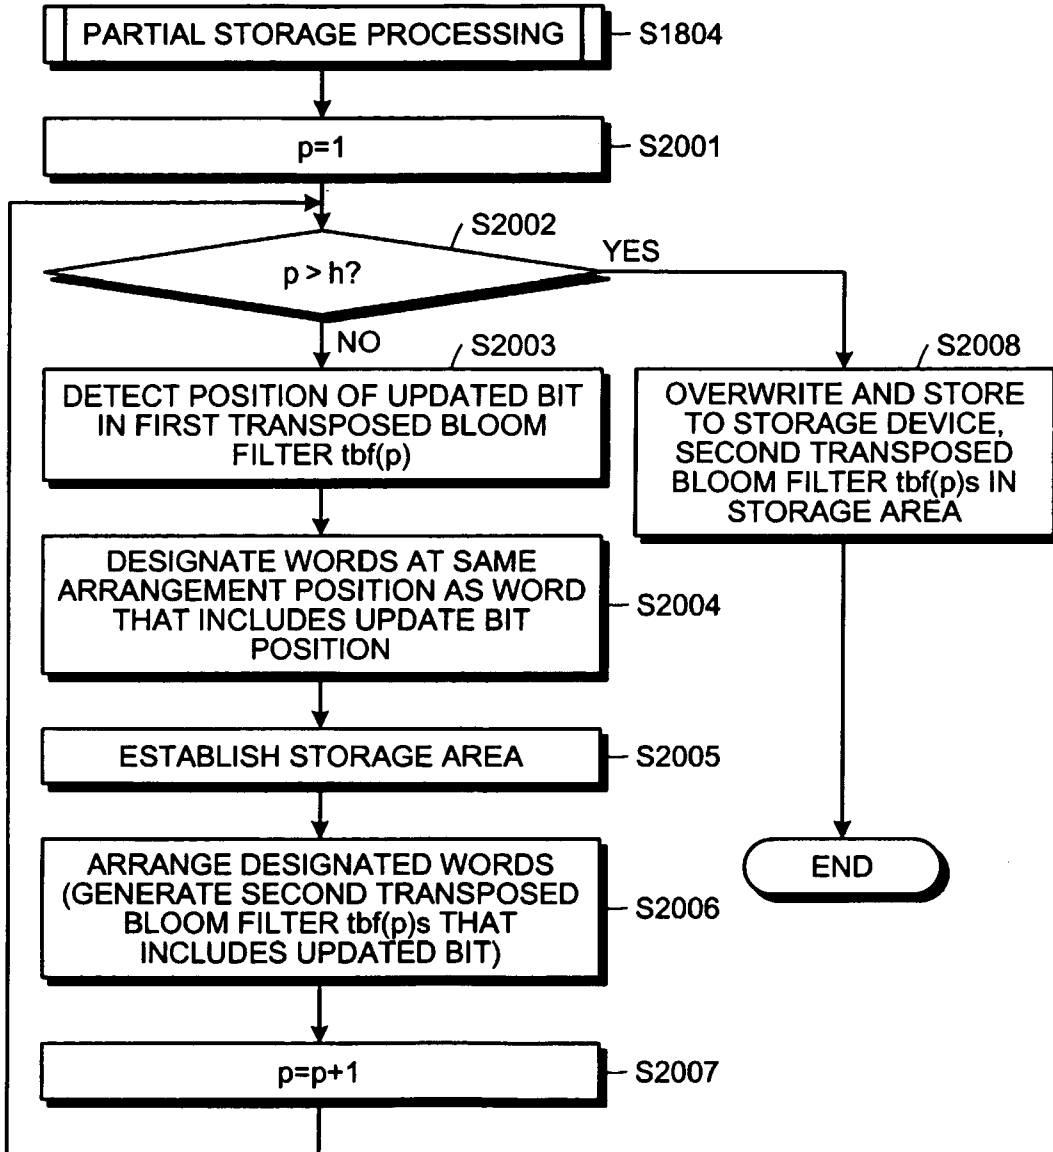 PARTIAL STORAGE PROCESSING
S1804
p=1
S2001
S2002
p > h?
YES
NO
S2003
DETECT POSITION OF UPDATED BIT
IN FIRST TRANSPOSED BLOOM
FILTER tbf(p)
S2008
OVERWRITE AND STORE
TO STORAGE DEVICE,
SECOND TRANSPOSED
BLOOM FILTER tbf(p)s IN
STORAGE AREA
DESIGNATE WORDS AT SAME
ARRANGEMENT POSITION AS WORD
THAT INCLUDES UPDATE BIT
POSITION
S2004
ESTABLISH STORAGE AREA
S2005
ARRANGE DESIGNATED WORDS
(GENERATE SECOND TRANSPOSED
BLOOM FILTER tbf(p)s THAT
INCLUDES UPDATED BIT)
S2006
END
p=p+1
S2007